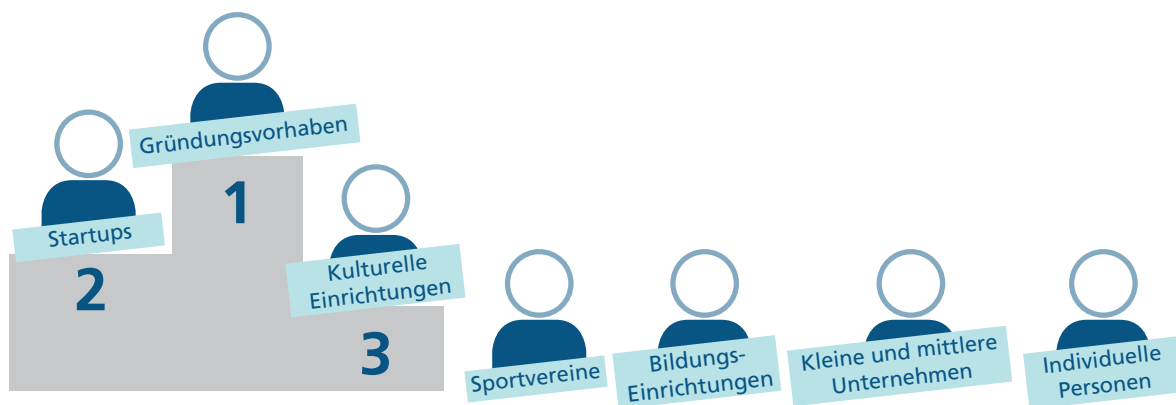 Gründungsvorhaben
1
Startups
2
Kulturelle
Einrichtungen
3
Sportvereine
Bildungs-
Einrichtungen
Kleine und mittlere
Unternehmen
Individuelle
Personen